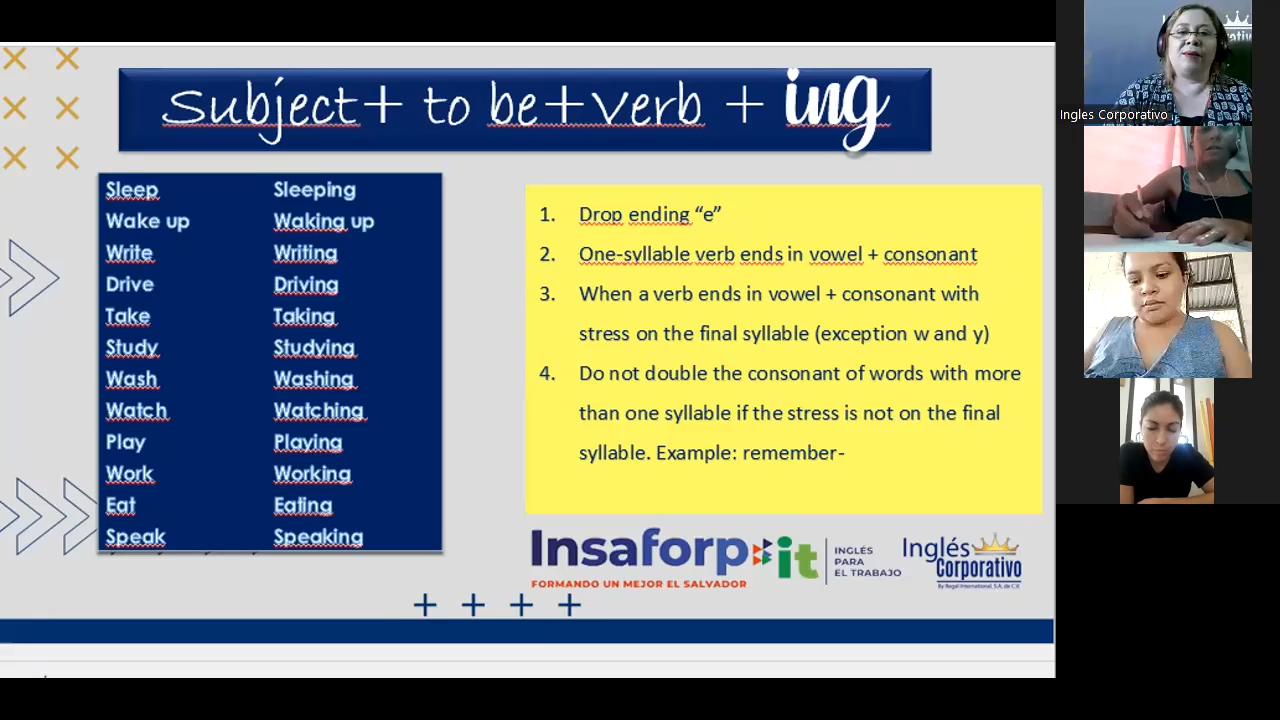 Subject+ to be+verb + ing
Sleep Sleeping
Wake up Waking up
Write Writing
Drive Driving
Take Taking
Study Studying
Wash Washing
Watch Watching
Play Playing
Work Working
Eat Eating
Speak Speaking
1. Drop ending “e”
2. One-syllable verb ends in vowel + consonant
3. When a verb ends in vowel + consonant with
stress on the final syllable (exception w and y)
4. Do not double the consonant of words with more
than one syllable if the stress is not on the final
syllable. Example: remember-
Insaforp
FORMANDO UN MEJOR EL SALVADOR
it
INGLÉS
PARA
EL TRABAJO
Inglés
Corporativo
By Regal International, S.A. de C.V.
Ingles Corporativo